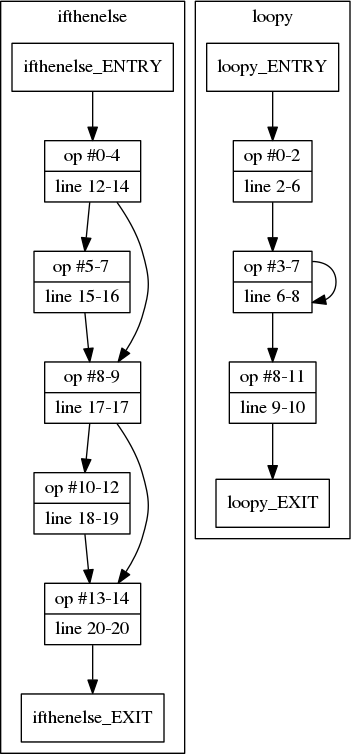 ifthenelse
ifthenelse_ENTRY
op #0-4
line 12-14
op #5-7
line 15-16
op #8-9
line 17-17
op #10-12
line 18-19
op #13-14
line 20-20
ifthenelse_EXIT
loopy
loopy_ENTRY
op #0-2
line 2-6
op #3-7
line 6-8
op #8-11
line 9-10
loopy_EXIT